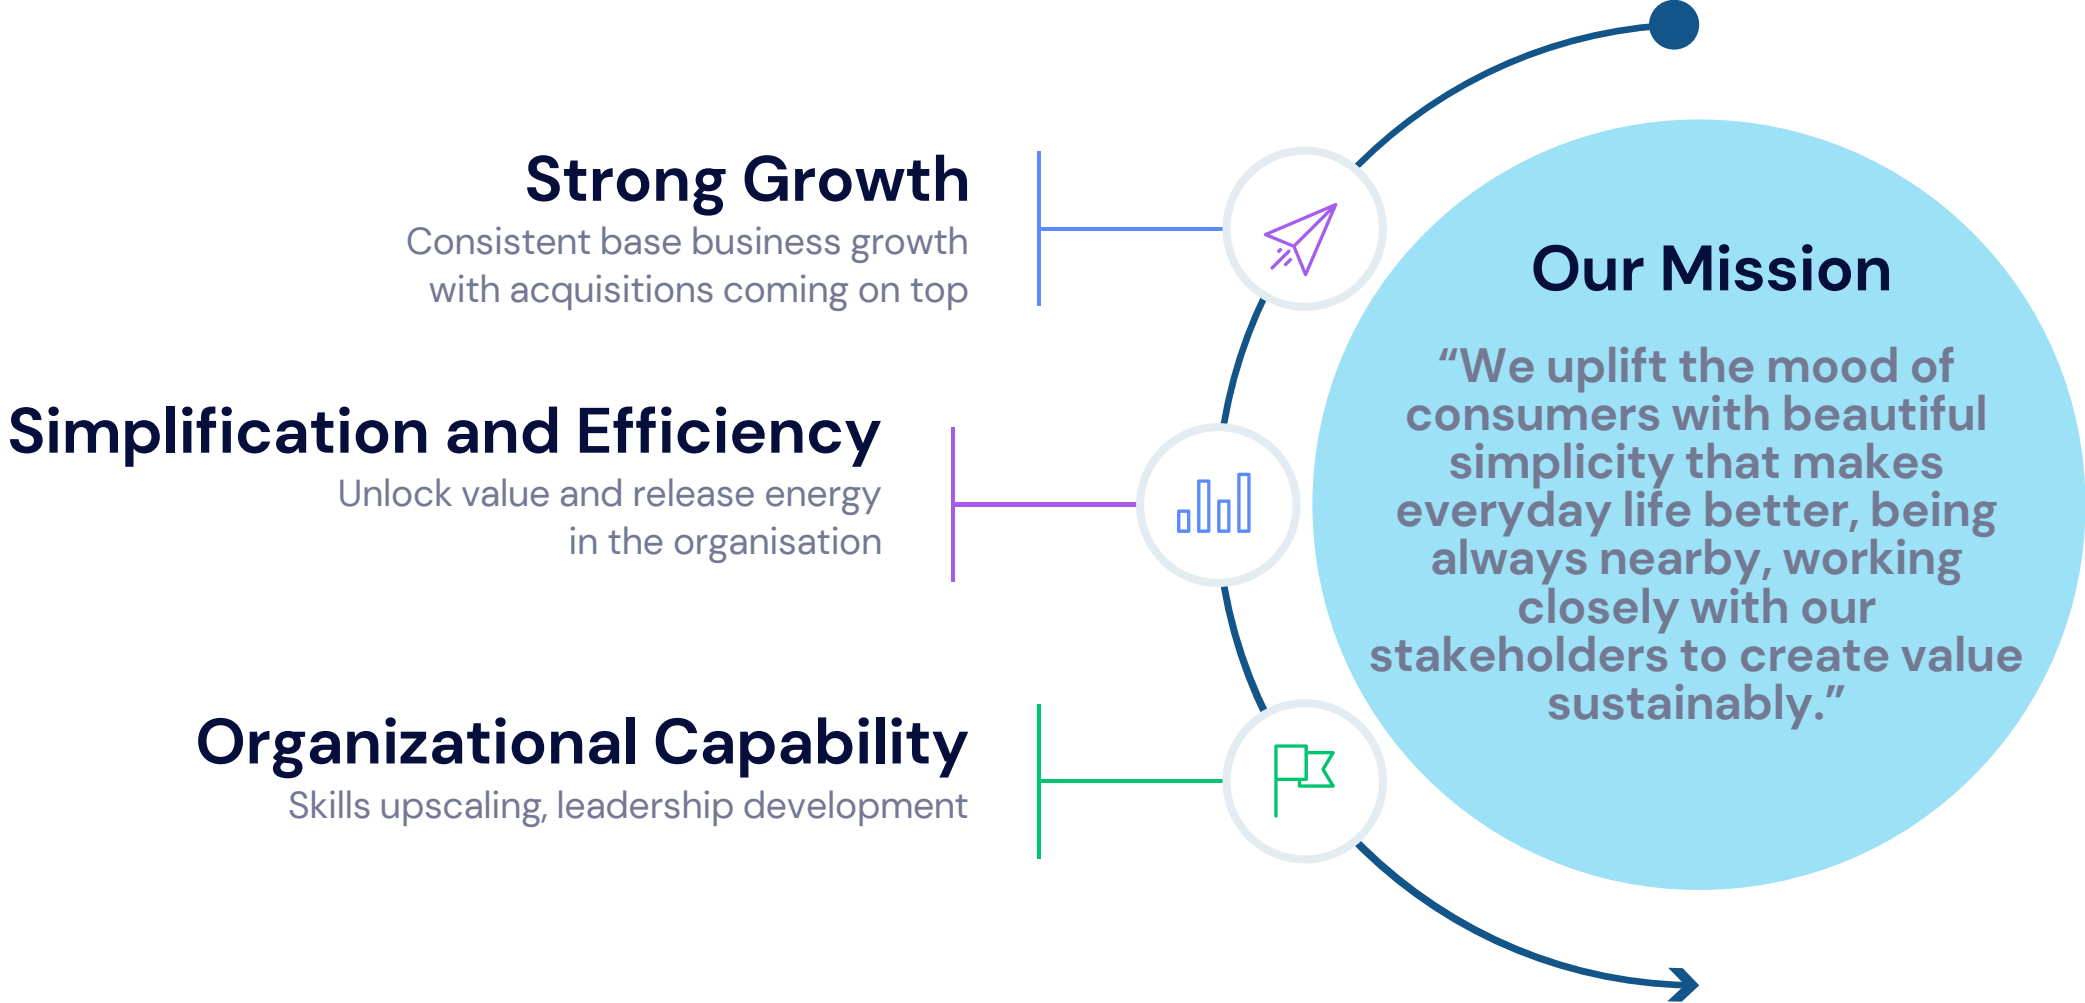 Strong Growth
Consistent base business growth
with acquisitions coming on top
Simplification and Efficiency
Unlock value and release energy
in the organisation
Organizational Capability
Skills upscaling, leadership development
Our Mission
“We uplift the mood of
consumers with beautiful
simplicity that makes
everyday life better, being
always nearby, working
closely with our
stakeholders to create value
sustainably.”